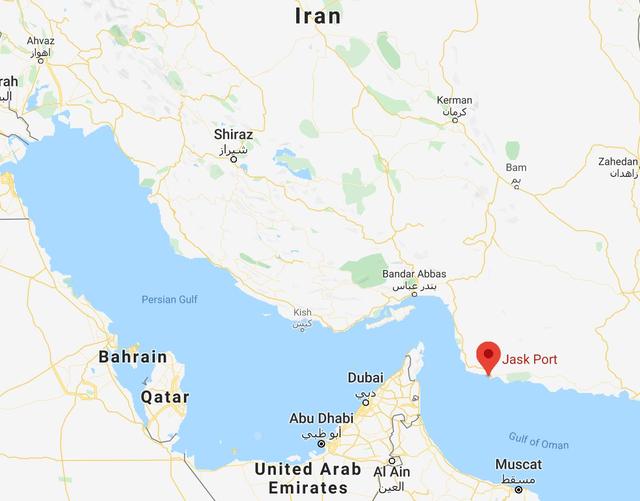 Iran
Ahvaz
اهواز
rah
Kerman
کرمان
Shiraz
شیراز
Bam
بم
Zahedan
زاهدان
Bandar Abbas
بندر عباس
Persian Gulf
Kish
کیش
Jask Port
Bahrain
Qatar
Dubai
دبي
Abu Dhabi
أبو ظبي
Gulf of Oman
United Arab
Emirates
Al Ain
العين
Muscat
مسقط